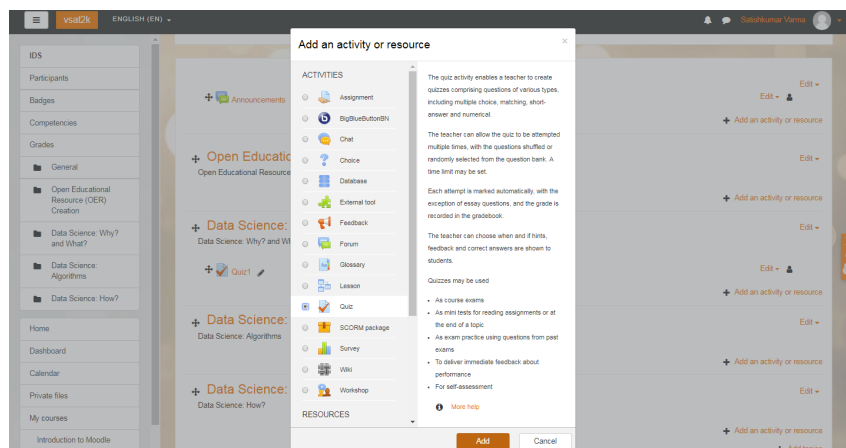 vsat2k ENGLISH (EN)
Satishkumar Varma
IDS
Participants
Badges
Competencies
Grades
General
Open Educational
Resource (OER)
Creation
Data Science: Why?
and What?
Data Science:
Algorithms
Data Science: How?
Home
Dashboard
Calendar
Private files
My courses
Introduction to Moodle
Announcements
Open Educatio
Open Educational Resource
Data Science:
Data Science: Why? and Wh
Quiz1
Data Science:
Data Science: Algorithms
Data Science:
Data Science: How?
Add an activity or resource ×
ACTIVITIES
Assignment
BigBlueButtonBN
Chat
Choice
Database
External tool
Feedback
Forum
Glossary
Lesson
Quiz
SCORM package
Survey
Wiki
Workshop
RESOURCES
The quiz activity enables a teacher to create
quizzes comprising questions of various types,
including multiple choice, matching, short-
answer and numerical.
The teacher can allow the quiz to be attempted
multiple times, with the questions shuffled or
randomly selected from the question bank. A
time limit may be set.
Each attempt is marked automatically, with the
exception of essay questions, and the grade is
recorded in the gradebook.
The teacher can choose when and if hints,
feedback and correct answers are shown to
students.
Quizzes may be used
• As course exams
• As mini tests for reading assignments or at
the end of a topic
• As exam practice using questions from past
exams
• To deliver immediate feedback about
performance
• For self-assessment
More help
Add Cancel
Edit
Edit
Add an activity or resource
Edit
Add an activity or resource
Edit
Edit
Add an activity or resource
Edit
Add an activity or resource
Edit
Add an activity or resource